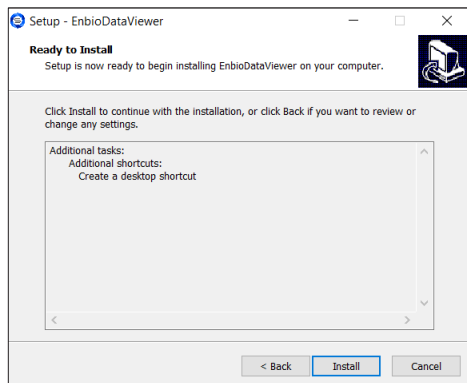 Setup - EnbioDataViewer
Ready to Install
Setup is now ready to begin installing EnbioDataViewer on your computer.
Click Install to continue with the installation, or click Back if you want to review or
change any settings.
Additional tasks:
Additional shortcuts:
Create a desktop shortcut
< Back
Install
Cancel